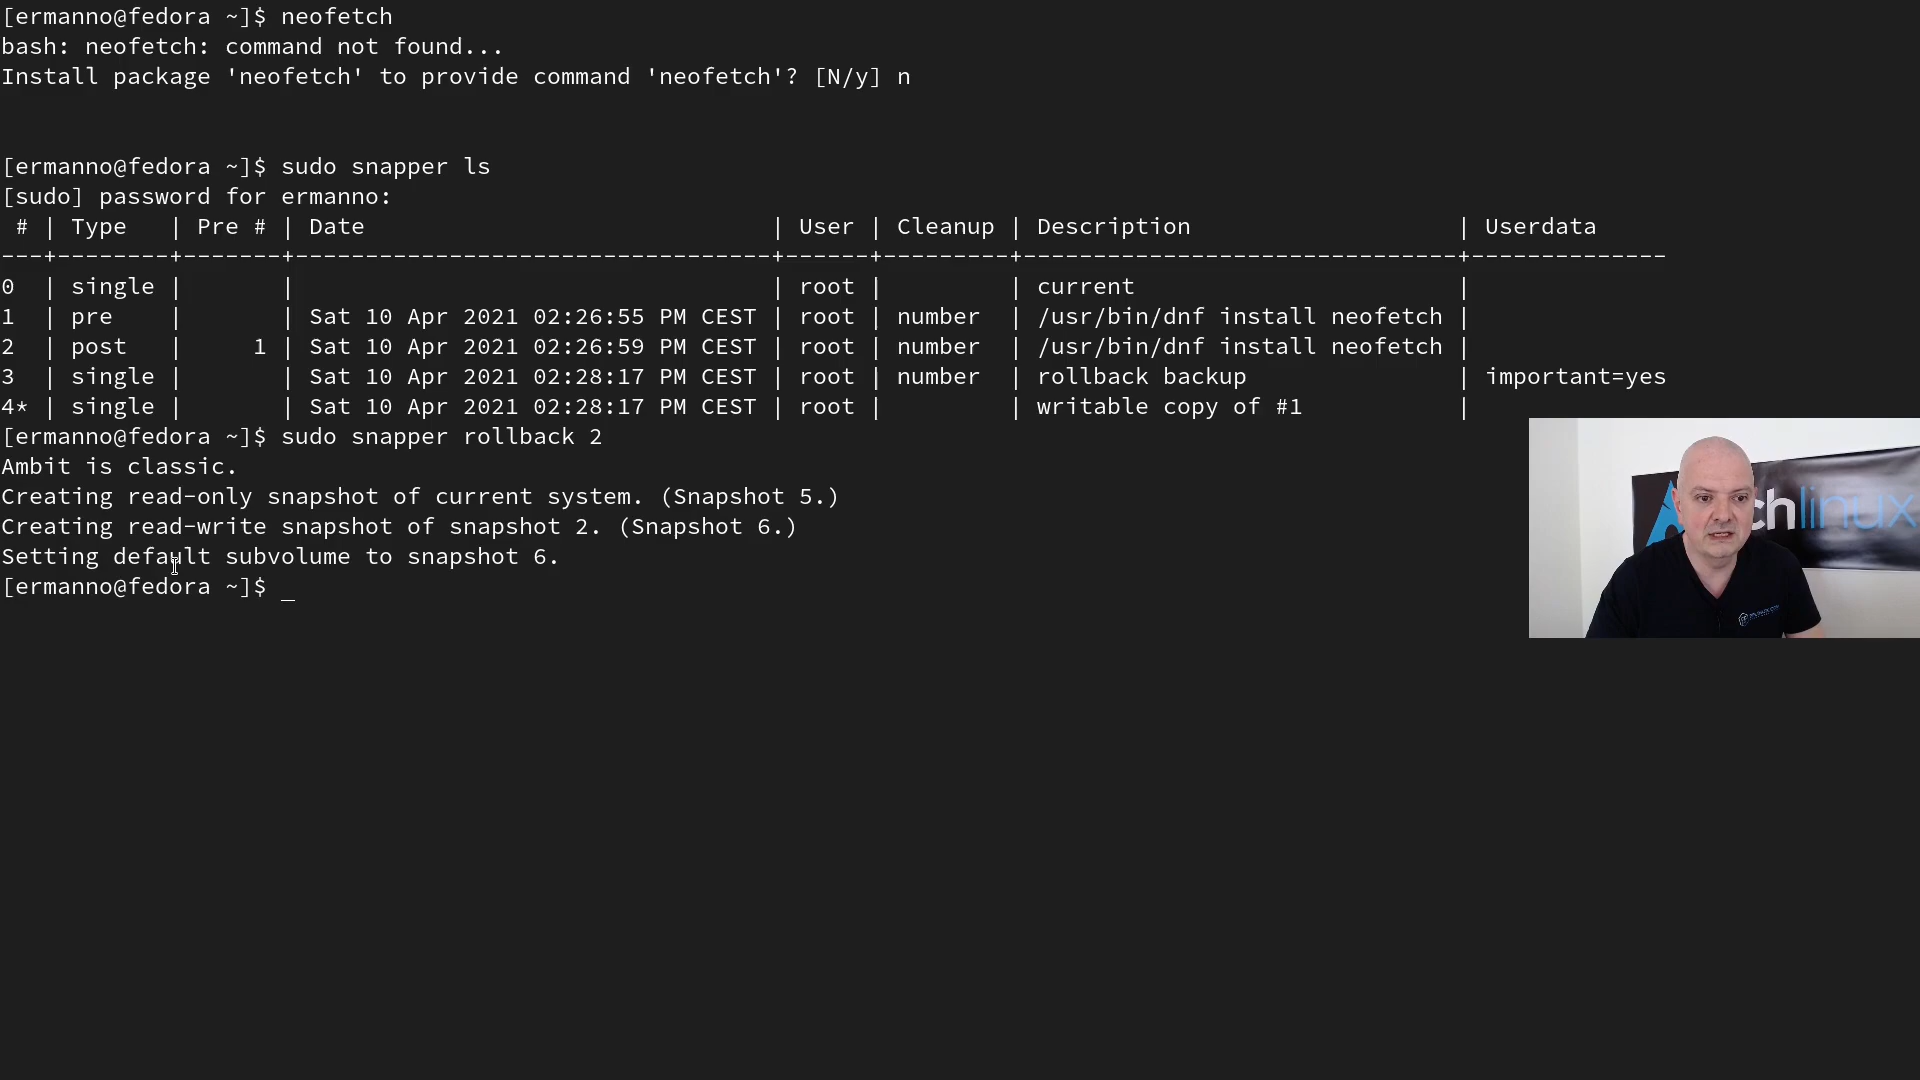 [ermanno@fedora ~]$ neofetch
bash: neofetch: command not found...
Install package 'neofetch' to provide command 'neofetch'? [N/y] n
[ermanno@fedora ~]$ sudo snapper ls
[sudo] password for ermanno:
 # | Type   | Pre # | Date                              | User | Cleanup | Description                   | Userdata
---+--------+-------+-----------------------------------+------+---------+-------------------------------+--------------
0  | single |       |                                   | root |         | current                       |
1  | pre    |       | Sat 10 Apr 2021 02:26:55 PM CEST | root | number  | /usr/bin/dnf install neofetch |
2  | post   |     1 | Sat 10 Apr 2021 02:26:59 PM CEST | root | number  | /usr/bin/dnf install neofetch |
3  | single |       | Sat 10 Apr 2021 02:28:17 PM CEST | root | number  | rollback backup               | important=yes
4* | single |       | Sat 10 Apr 2021 02:28:17 PM CEST | root |         | writable copy of #1           |
[ermanno@fedora ~]$ sudo snapper rollback 2
Ambit is classic.
Creating read-only snapshot of current system. (Snapshot 5.)
Creating read-write snapshot of snapshot 2. (Snapshot 6.)
Setting default subvolume to snapshot 6.
[ermanno@fedora ~]$ _
chlinux